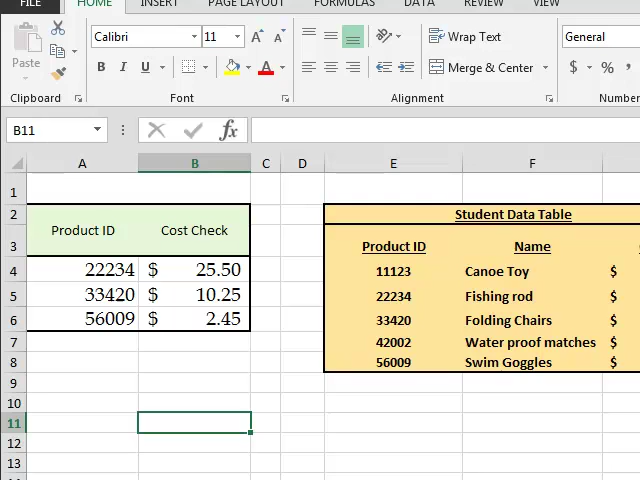 FILE HOME INSERT PAGE LAYOUT FORMULAS DATA REVIEW VIEW
Calibri 11 A A Wrap Text General
Paste B I U A Merge & Center $ % ,
Clipboard Font Alignment Number
B11 fx
A B C D E F
1
2 Student Data Table
Product ID Cost Check
3 Product ID Name
4 22234 $ 25.50 11123 Canoe Toy $
5 33420 $ 10.25 22234 Fishing rod $
6 56009 $ 2.45 33420 Folding Chairs $
7 42002 Water proof matches $
8 56009 Swim Goggles $
9
10
11
12
13